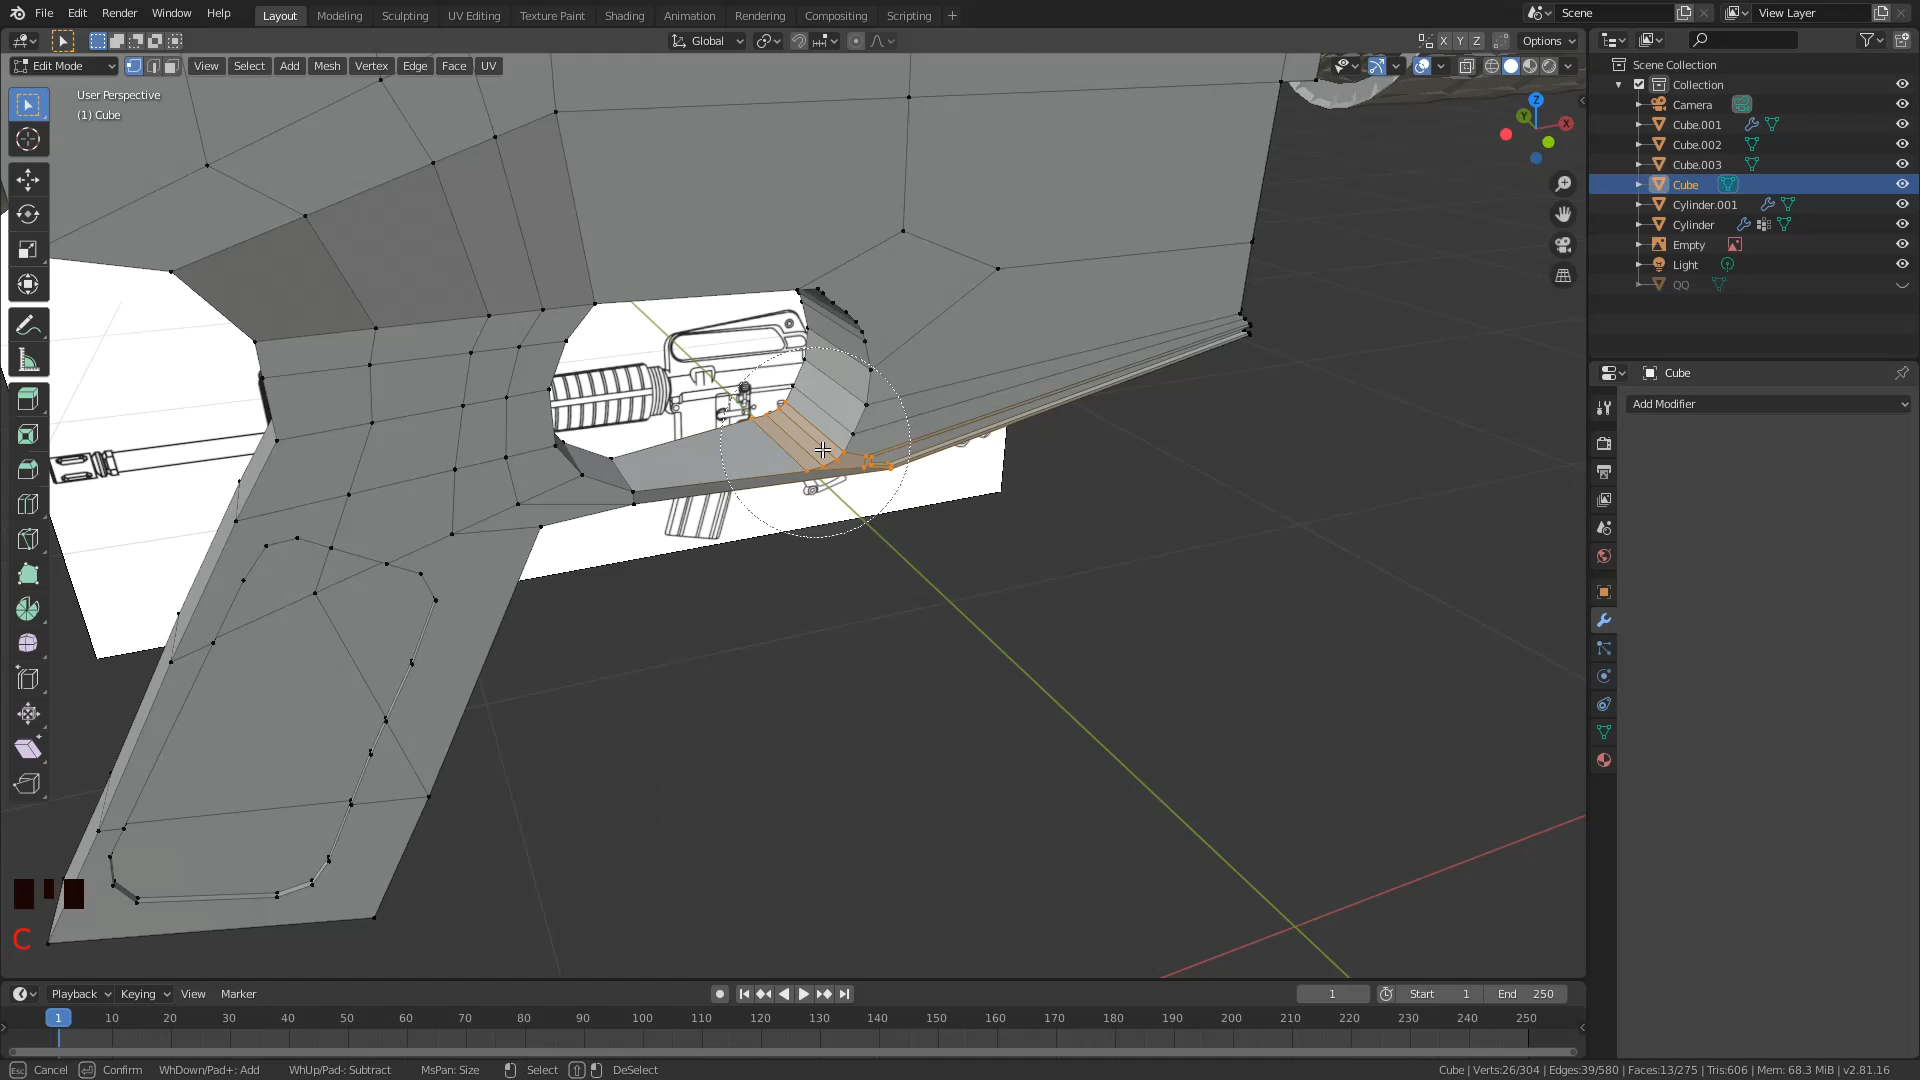 File Edit Render Window Help Layout Modeling Sculpting UV Editing Texture Paint Shading Animation Rendering Compositing Scripting + Scene View Layer
Global X Y Z Options
Edit Mode View Select Add Mesh Vertex Edge Face UV
User Perspective
(1) Cube
Z
Y
X
Scene Collection
Collection
Camera
Cube.001
Cube.002
Cube.003
Cube
Cylinder.001
Cylinder
Empty
Light
QQ
Cube
Add Modifier
C
Playback Keying View Marker 1 Start 1 End 250
1 10 20 30 40 50 60 70 80 90 100 110 120 130 140 150 160 170 180 190 200 210 220 230 240 250
Esc Cancel Confirm WhDown/Pad+: Add WhUp/Pad-: Subtract MsPan: Size Select DeSelect Cube | Verts:26/304 | Edges:39/580 | Faces:13/275 | Tris:606 | Mem: 68.3 MiB | v2.81.16